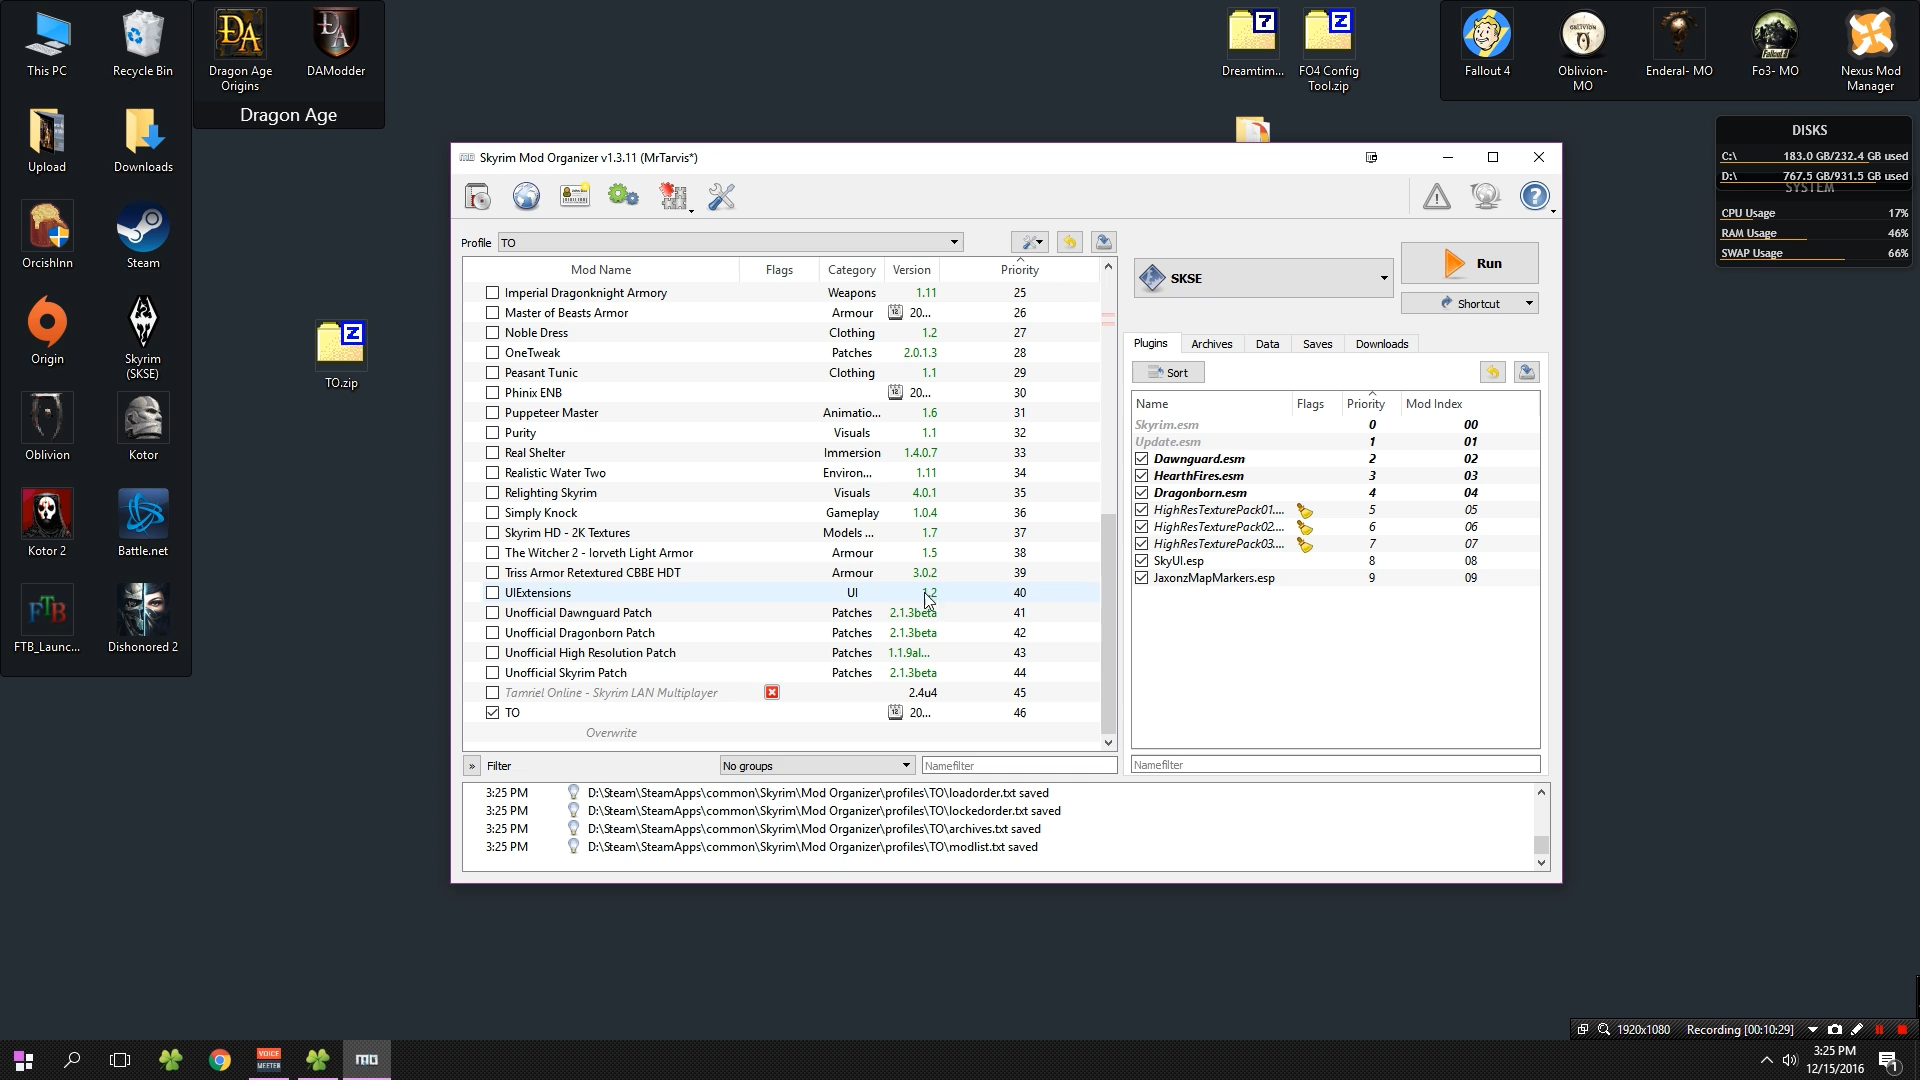 This PC
Recycle Bin
Dragon Age Origins
DAModder
Dragon Age
Upload
Downloads
OrcishInn
Steam
Origin
Skyrim (SKSE)
Oblivion
Kotor
Kotor 2
Battle.net
FTB
FTB_Launc...
Dishonored 2
TO.zip
Dreamtim...
FO4 Config Tool.zip
Fallout 4
Oblivion- MO
Enderal- MO
Fo3- MO
Nexus Mod Manager
DISKS
C:\ 183.0 GB/232.4 GB used
D:\ 767.5 GB/931.5 GB used
SYSTEM
CPU Usage 17%
RAM Usage 46%
SWAP Usage 66%
Skyrim Mod Organizer v1.3.11 (MrTarvis*)
Profile TO
Mod Name Flags Category Version Priority
Imperial Dragonknight Armory Weapons 1.11 25
Master of Beasts Armor Armour 20... 26
Noble Dress Clothing 1.2 27
OneTweak Patches 2.0.1.3 28
Peasant Tunic Clothing 1.1 29
Phinix ENB 20... 30
Puppeteer Master Animatio... 1.6 31
Purity Visuals 1.1 32
Real Shelter Immersion 1.4.0.7 33
Realistic Water Two Environ... 1.11 34
Relighting Skyrim Visuals 4.0.1 35
Simply Knock Gameplay 1.0.4 36
Skyrim HD - 2K Textures Models ... 1.7 37
The Witcher 2 - Iorveth Light Armor Armour 1.5 38
Triss Armor Retextured CBBE HDT Armour 3.0.2 39
UIExtensions UI 1.2 40
Unofficial Dawnguard Patch Patches 2.1.3beta 41
Unofficial Dragonborn Patch Patches 2.1.3beta 42
Unofficial High Resolution Patch Patches 1.1.9al... 43
Unofficial Skyrim Patch Patches 2.1.3beta 44
Tamriel Online - Skyrim LAN Multiplayer 2.4u4 45
TO 20... 46
Overwrite
» Filter No groups Namefilter
SKSE
Run
Shortcut
Plugins Archives Data Saves Downloads
Sort
Name Flags Priority Mod Index
Skyrim.esm 0 00
Update.esm 1 01
Dawnguard.esm 2 02
HearthFires.esm 3 03
Dragonborn.esm 4 04
HighResTexturePack01.... 5 05
HighResTexturePack02.... 6 06
HighResTexturePack03.... 7 07
SkyUI.esp 8 08
JaxonzMapMarkers.esp 9 09
Namefilter
3:25 PM D:\Steam\SteamApps\common\Skyrim\Mod Organizer\profiles\TO\loadorder.txt saved
3:25 PM D:\Steam\SteamApps\common\Skyrim\Mod Organizer\profiles\TO\lockedorder.txt saved
3:25 PM D:\Steam\SteamApps\common\Skyrim\Mod Organizer\profiles\TO\archives.txt saved
3:25 PM D:\Steam\SteamApps\common\Skyrim\Mod Organizer\profiles\TO\modlist.txt saved
1920x1080 Recording [00:10:29]
VOICE MEETER
3:25 PM
12/15/2016
1